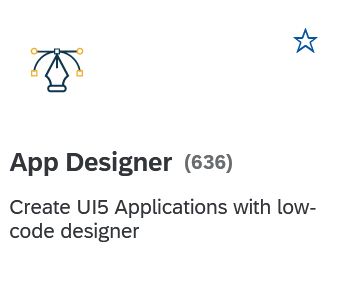 App Designer (636)
Create UI5 Applications with low-
code designer